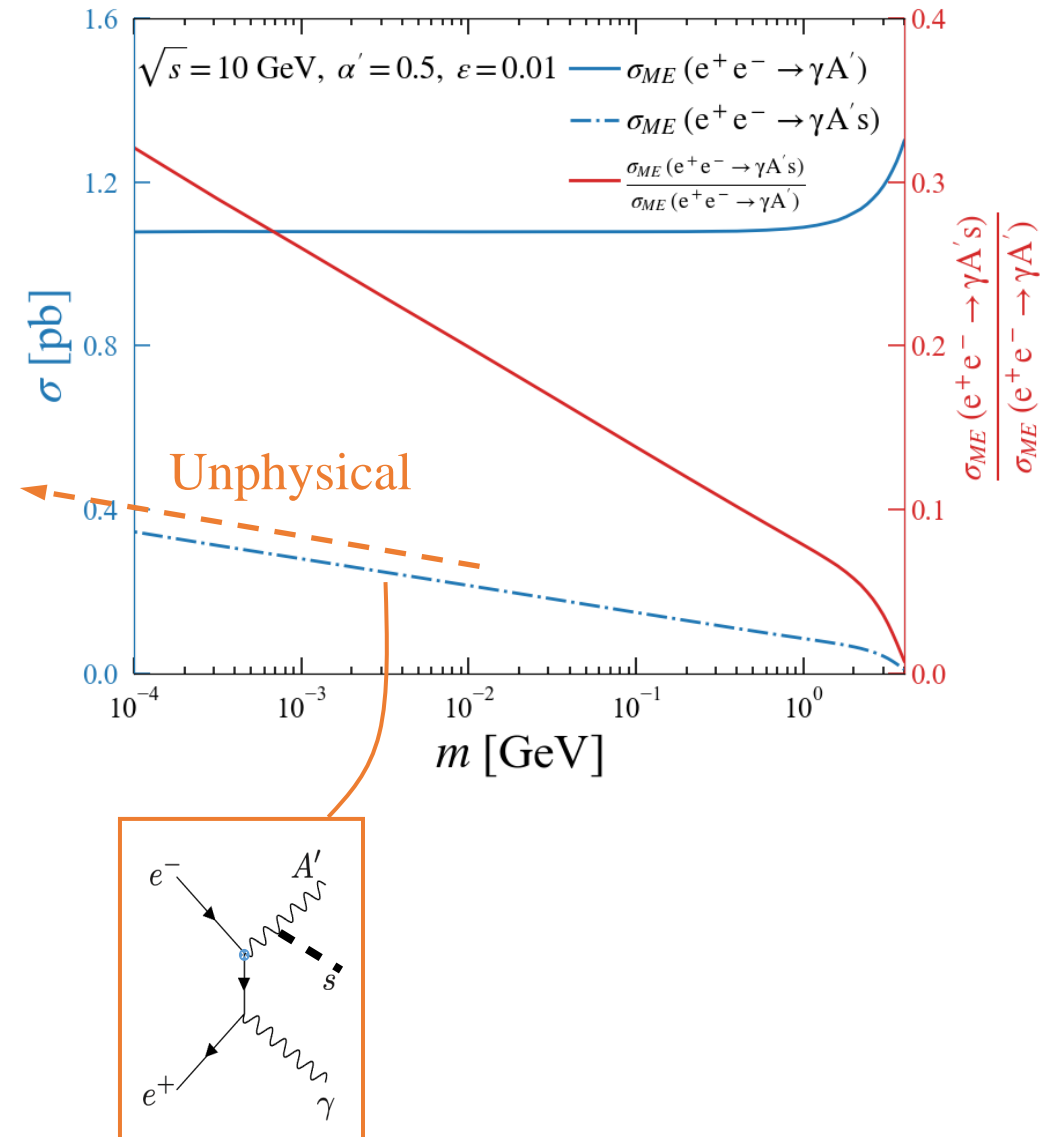 1.6
0.4
√s = 10 GeV, α′ = 0.5, ε = 0.01
σ_ME (e⁺e⁻ → γA′)
σ_ME (e⁺e⁻ → γA′s)
σ_ME (e⁺e⁻ → γA′s)
σ_ME (e⁺e⁻ → γA′)
1.2
0.3
σ [pb]
0.8
0.2
σ_ME (e⁺e⁻ → γA′s)
σ_ME (e⁺e⁻ → γA′)
Unphysical
0.4
0.1
0.0
0.0
10⁻⁴ 10⁻³ 10⁻² 10⁻¹ 10⁰
m [GeV]
e⁻
A′
s
e⁺
γ